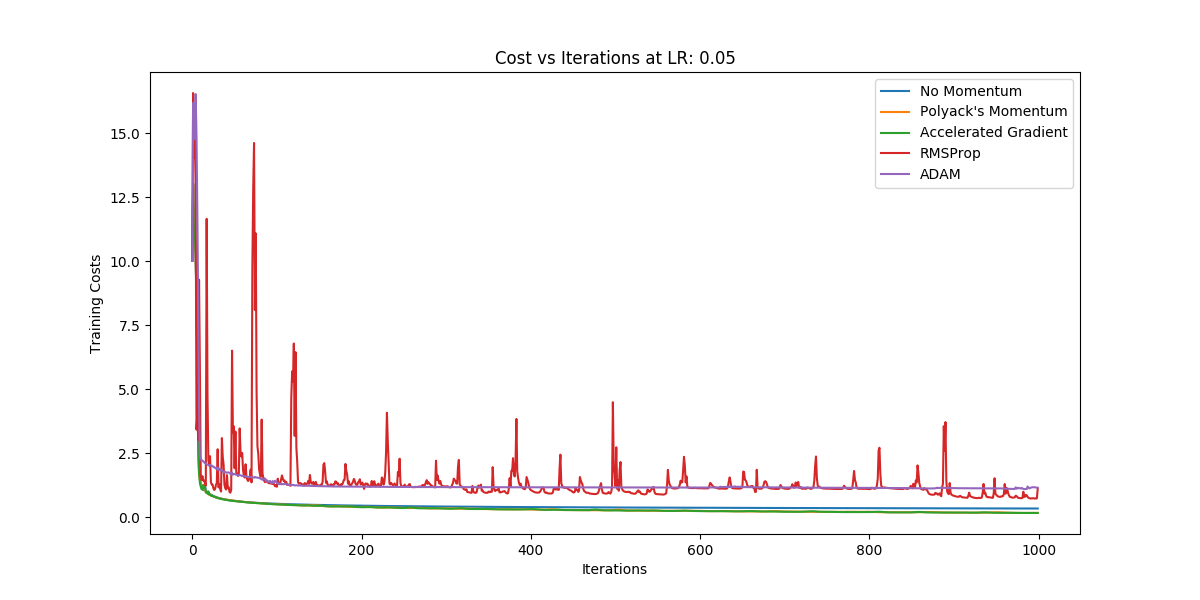 Cost vs Iterations at LR: 0.05
No Momentum
Polyack's Momentum
Accelerated Gradient
RMSProp
ADAM
Training Costs
15.0
12.5
10.0
7.5
5.0
2.5
0.0
0 200 400 600 800 1000
Iterations